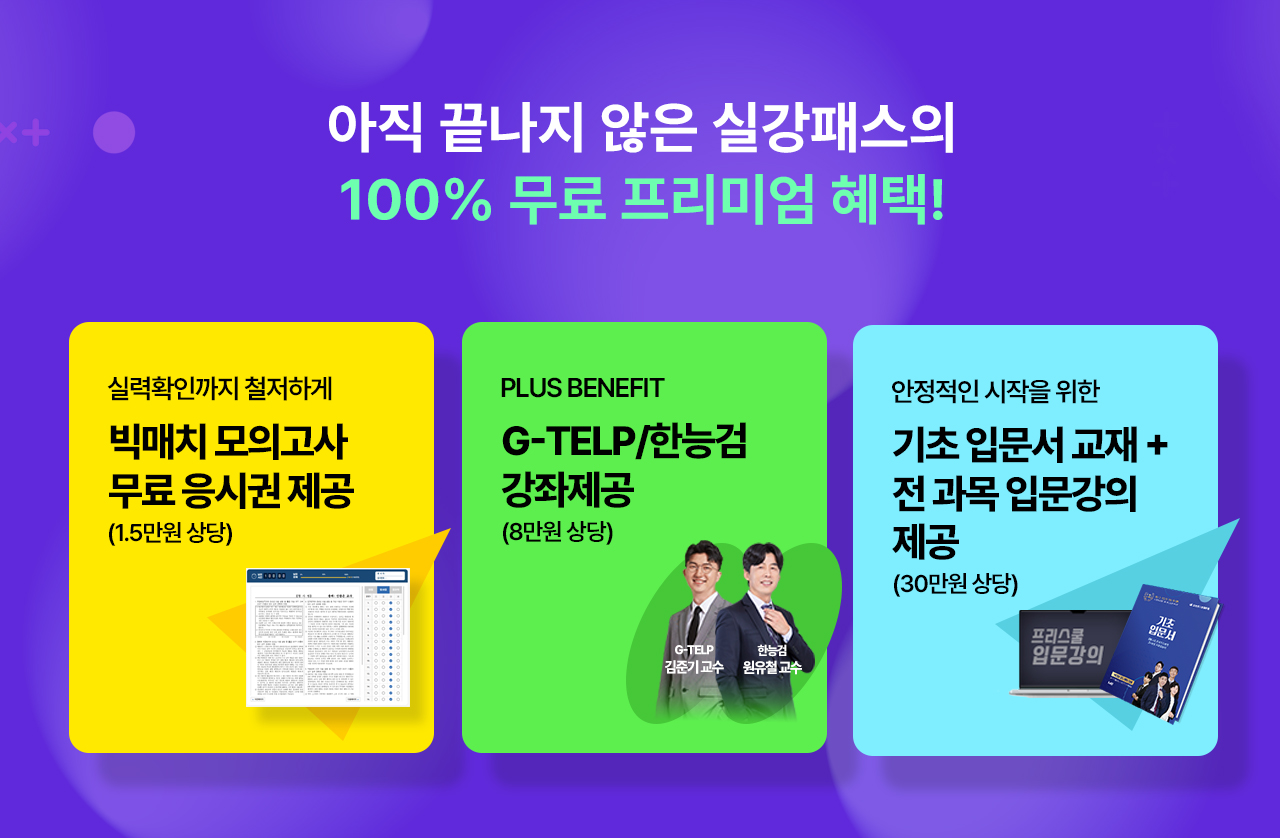 아직 끝나지 않은 실강패스의
100% 무료 프리미엄 혜택!
실력확인까지 철저하게
빅매치 모의고사
무료 응시권 제공
(1.5만원 상당)
PLUS BENEFIT
G-TELP/한능검
강좌제공
(8만원 상당)
G-TELP
김준기 교수
한능검
원유철 교수
안정적인 시작을 위한
기초 입문서 교재 +
전 과목 입문강의
제공
(30만원 상당)
프리스쿨
입문강의
기초
입문서